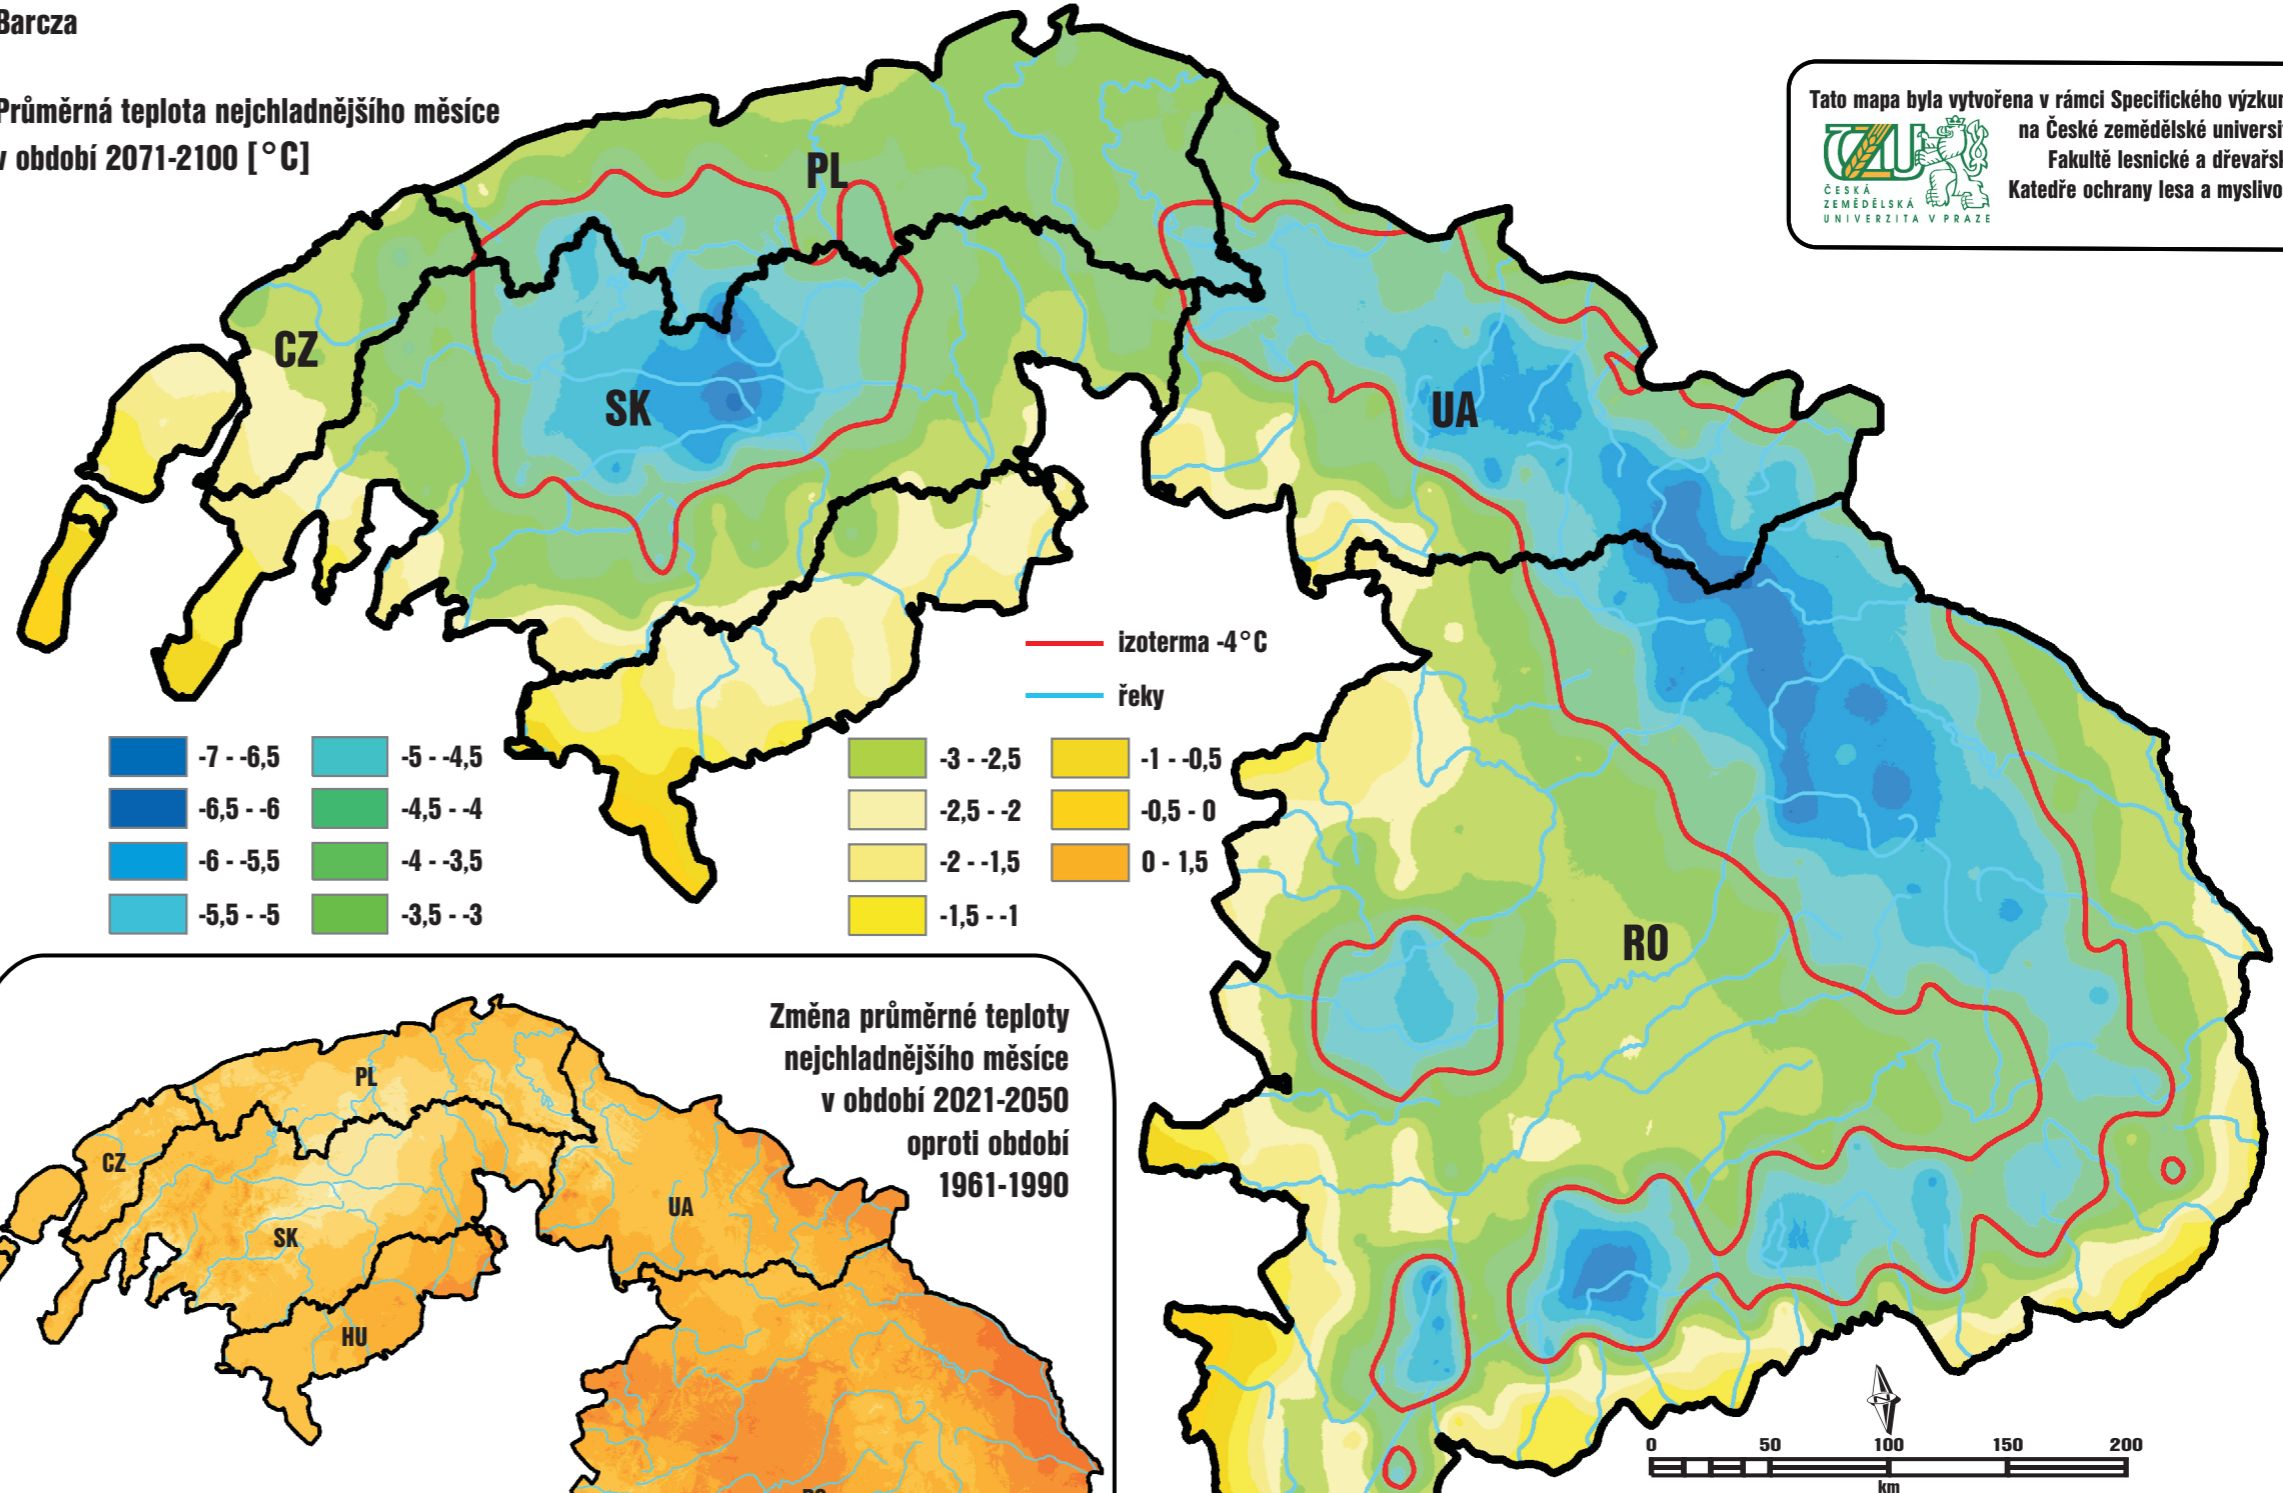 Barcza
Průměrná teplota nejchladnějšího měsíce
v období 2071-2100 [°C]
Tato mapa byla vytvořena v rámci Specifického
na České zemědělské
Fakultě lesnické a
Katedře ochrany lesa a
ČESKÁ
ZEMĚDĚLSKÁ
UNIVERZITA V PRAZE
PL
CZ
SK
UA
RO
izoterma -4°C
řeky
-7 - -6,5
-6,5 - -6
-6 - -5,5
-5,5 - -5
-5 - -4,5
-4,5 - -4
-4 - -3,5
-3,5 - -3
-3 - -2,5
-2,5 - -2
-2 - -1,5
-1,5 - -1
-1 - -0,5
-0,5 - 0
0 - 1,5
Změna průměrné teploty
nejchladnějšího měsíce
v období 2021-2050
oproti období
1961-1990
PL
CZ
SK
UA
HU
0 50 100 150 200
km